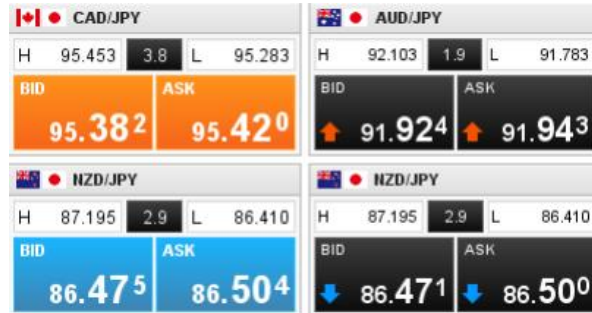 CAD/JPY
H 95.453 3.8 L 95.283
BID ASK
95.382 95.420
AUD/JPY
H 92.103 1.9 L 91.783
BID ASK
91.924 91.943
NZD/JPY
H 87.195 2.9 L 86.410
BID ASK
86.475 86.504
NZD/JPY
H 87.195 2.9 L 86.410
BID ASK
86.471 86.500